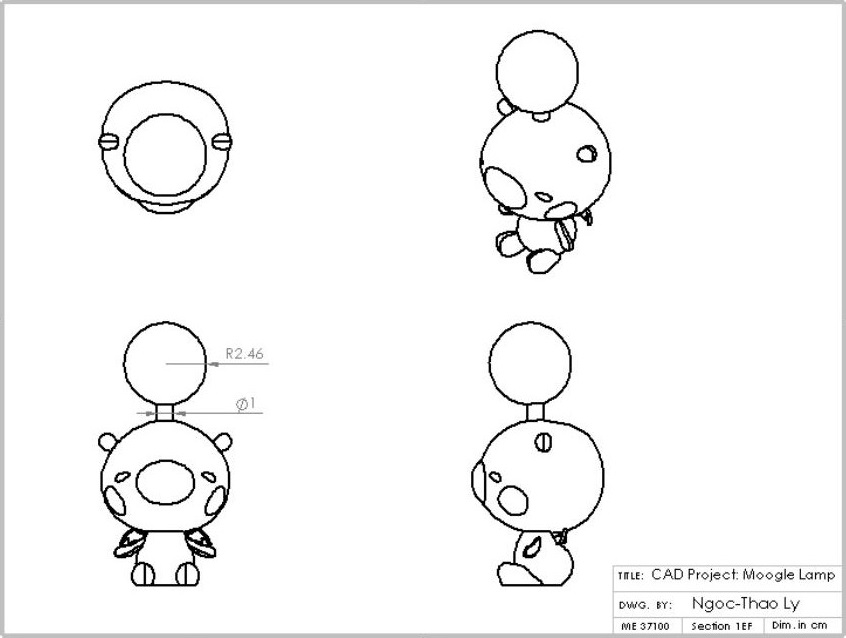 R2.46
Ø1
TITLE: CAD Project: Moogle Lamp
DWG. BY: Ngoc-Thao Ly
ME 37100 Section 1EF Dim. in cm